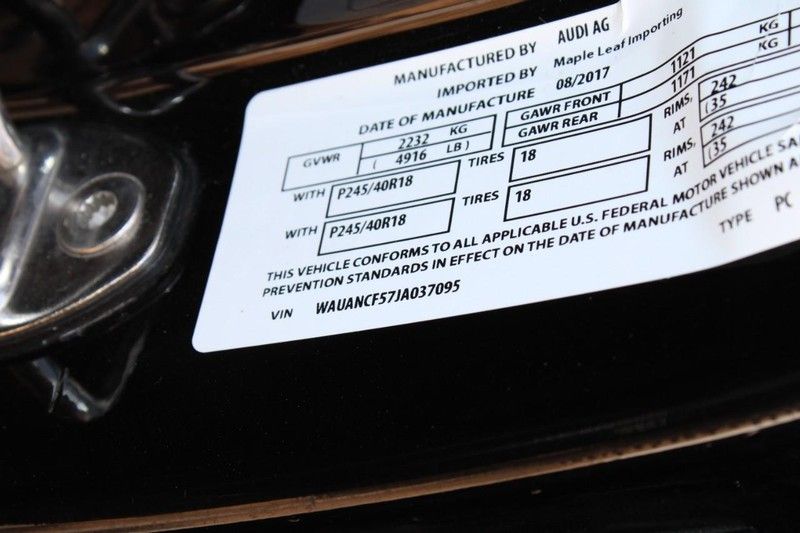 MANUFACTURED BY AUDI AG
IMPORTED BY Maple Leaf Importing
DATE OF MANUFACTURE 08/2017
GVWR 2232 KG
( 4916 LB )
GAWR FRONT 1121 KG
GAWR REAR 1171 KG
WITH P245/40R18 TIRES 18 RIMS, 242
AT (35
WITH P245/40R18 TIRES 18 RIMS, 242
AT (35
THIS VEHICLE CONFORMS TO ALL APPLICABLE U.S. FEDERAL MOTOR VEHICLE SA
PREVENTION STANDARDS IN EFFECT ON THE DATE OF MANUFACTURE SHOWN A
VIN WAUANCF57JA037095 TYPE PC